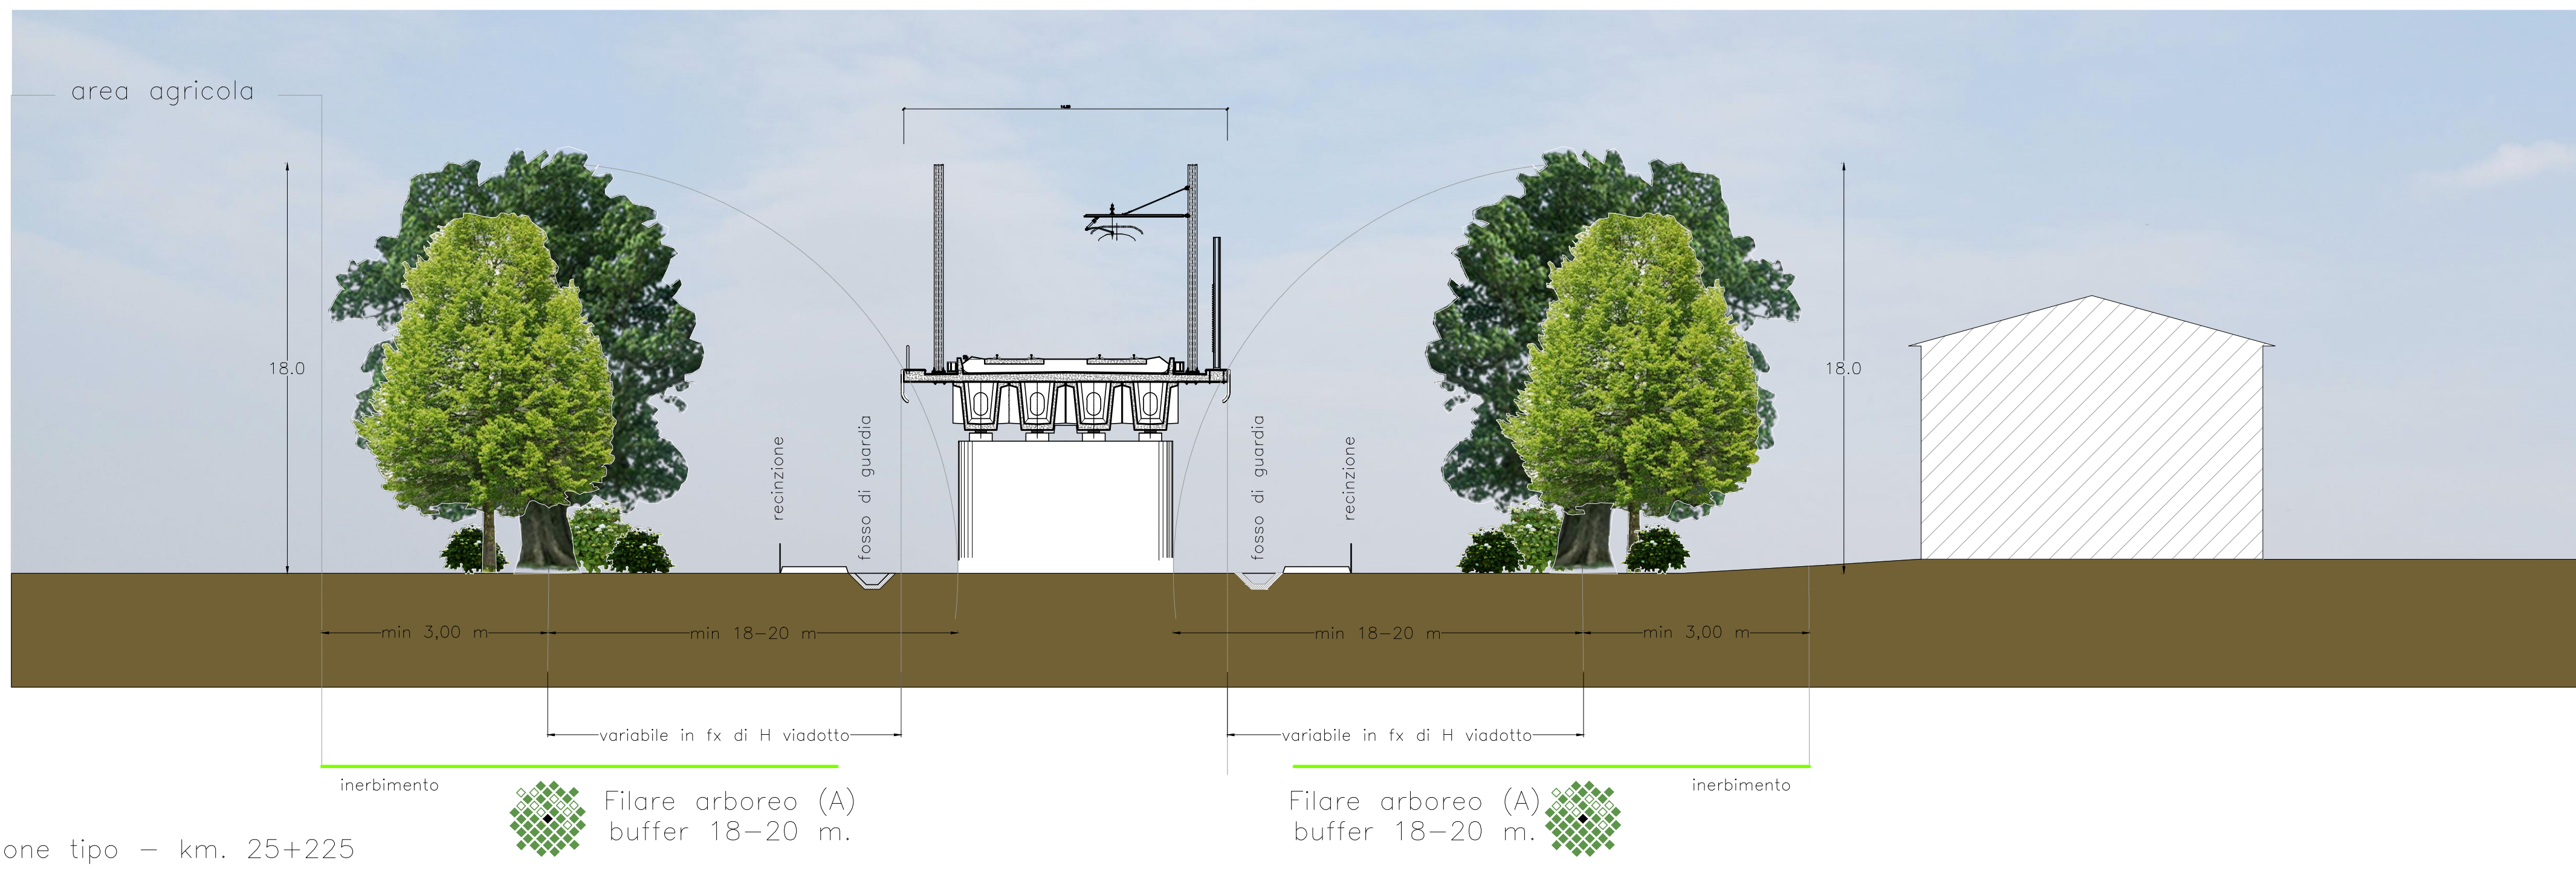 area agricola
18.0
18.0
recinzione
fosso di guardia
fosso di guardia
recinzione
min 3,00 m
min 18-20 m
min 18-20 m
min 3,00 m
variabile in fx di H viadotto
variabile in fx di H viadotto
inerbimento
inerbimento
Filare arboreo (A)
buffer 18-20 m.
Filare arboreo (A)
buffer 18-20 m.
one tipo - km. 25+225